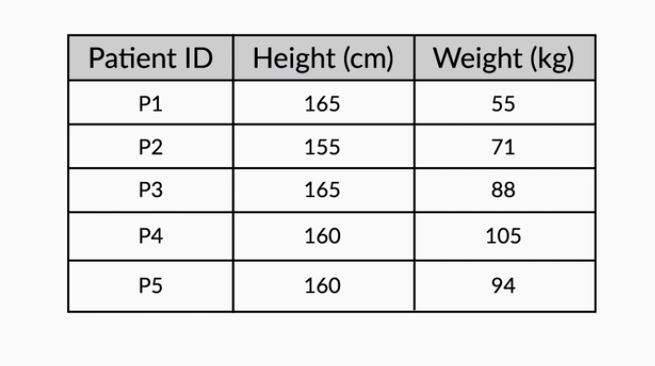 Patient ID Height (cm) Weight (kg)
P1 165 55
P2 155 71
P3 165 88
P4 160 105
P5 160 94